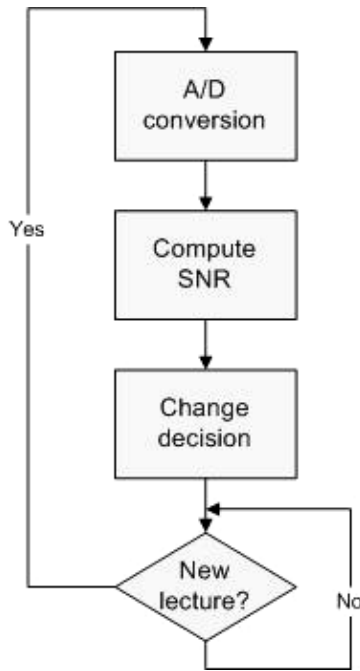 A/D
conversion
Yes
Compute
SNR
Change
decision
New
lecture?
No